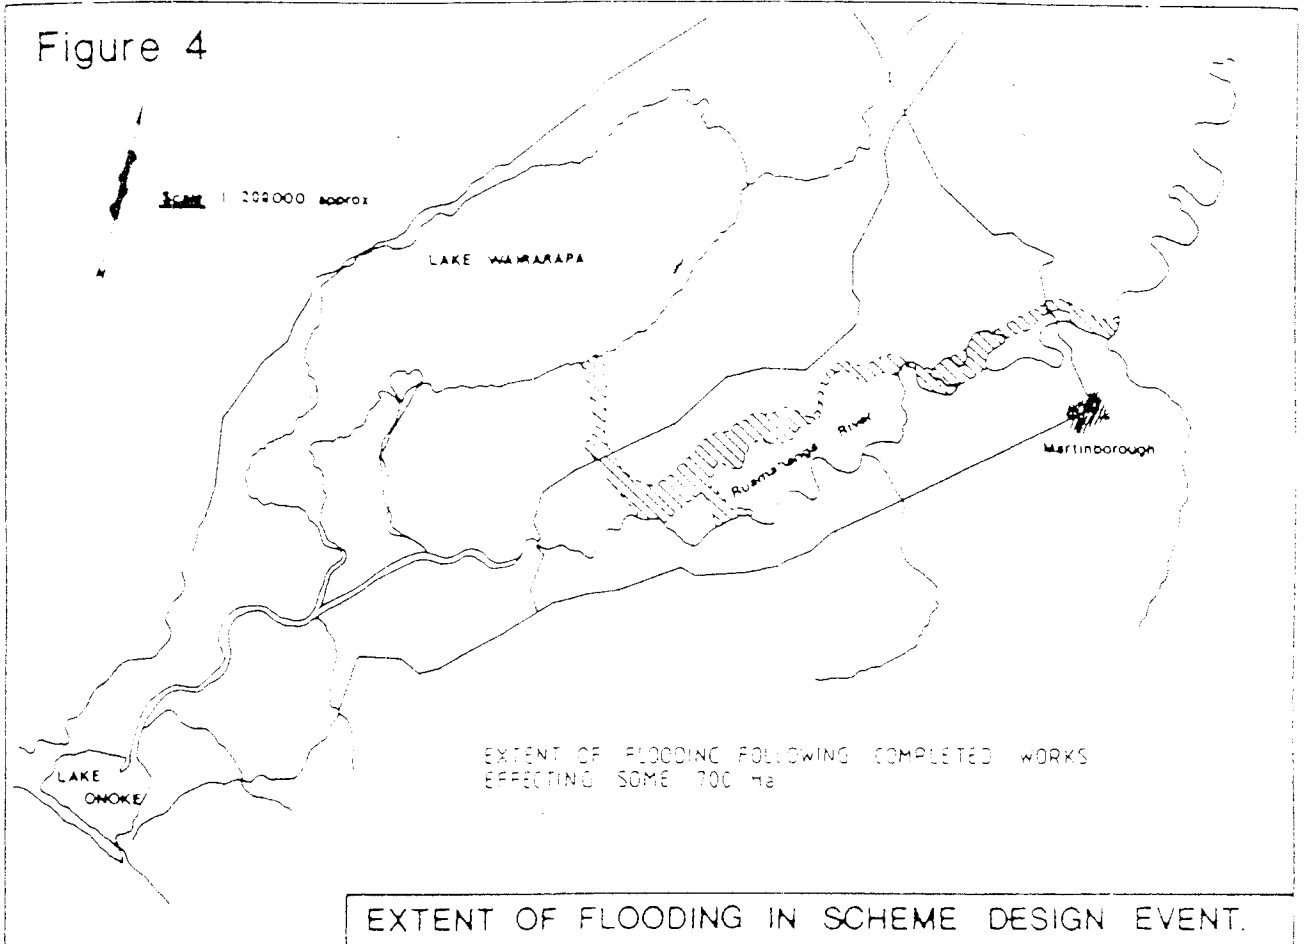 Figure 4
Scale 1 200000 approx
N
LAKE WAIRARAPA
Ruamahanga River
Martinborough
EXTENT OF FLOODING FOLLOWING COMPLETED WORKS
EFFECTING SOME 700 Ha
LAKE
ONOKE
EXTENT OF FLOODING IN SCHEME DESIGN EVENT.